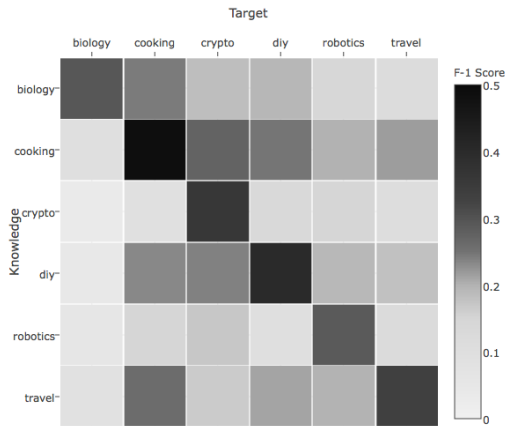 Target
biology cooking crypto diy robotics travel
F-1 Score
Knowledge
biology
cooking
crypto
diy
robotics
travel
0.5
0.4
0.3
0.2
0.1
0